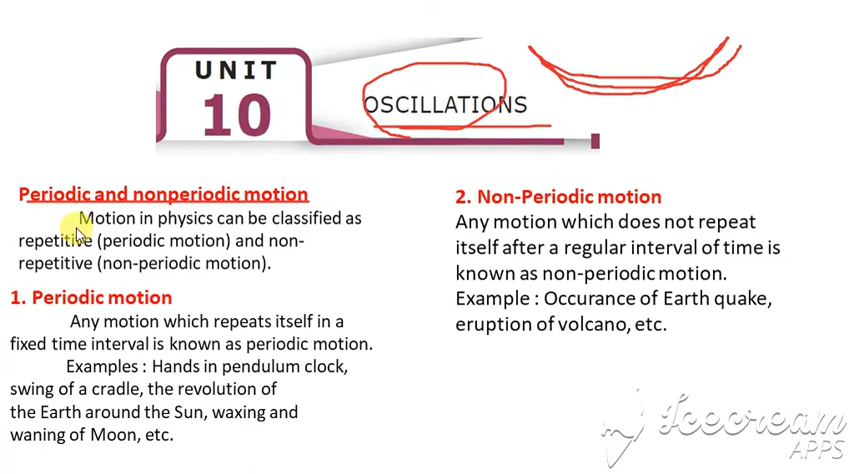 UNIT
10
OSCILLATIONS
Periodic and nonperiodic motion
Motion in physics can be classified as
repetitive (periodic motion) and non-
repetitive (non-periodic motion).
1. Periodic motion
Any motion which repeats itself in a
fixed time interval is known as periodic motion.
Examples : Hands in pendulum clock,
swing of a cradle, the revolution of
the Earth around the Sun, waxing and
waning of Moon, etc.
2. Non-Periodic motion
Any motion which does not repeat
itself after a regular interval of time is
known as non-periodic motion.
Example : Occurance of Earth quake,
eruption of volcano, etc.
Icecream
APPS